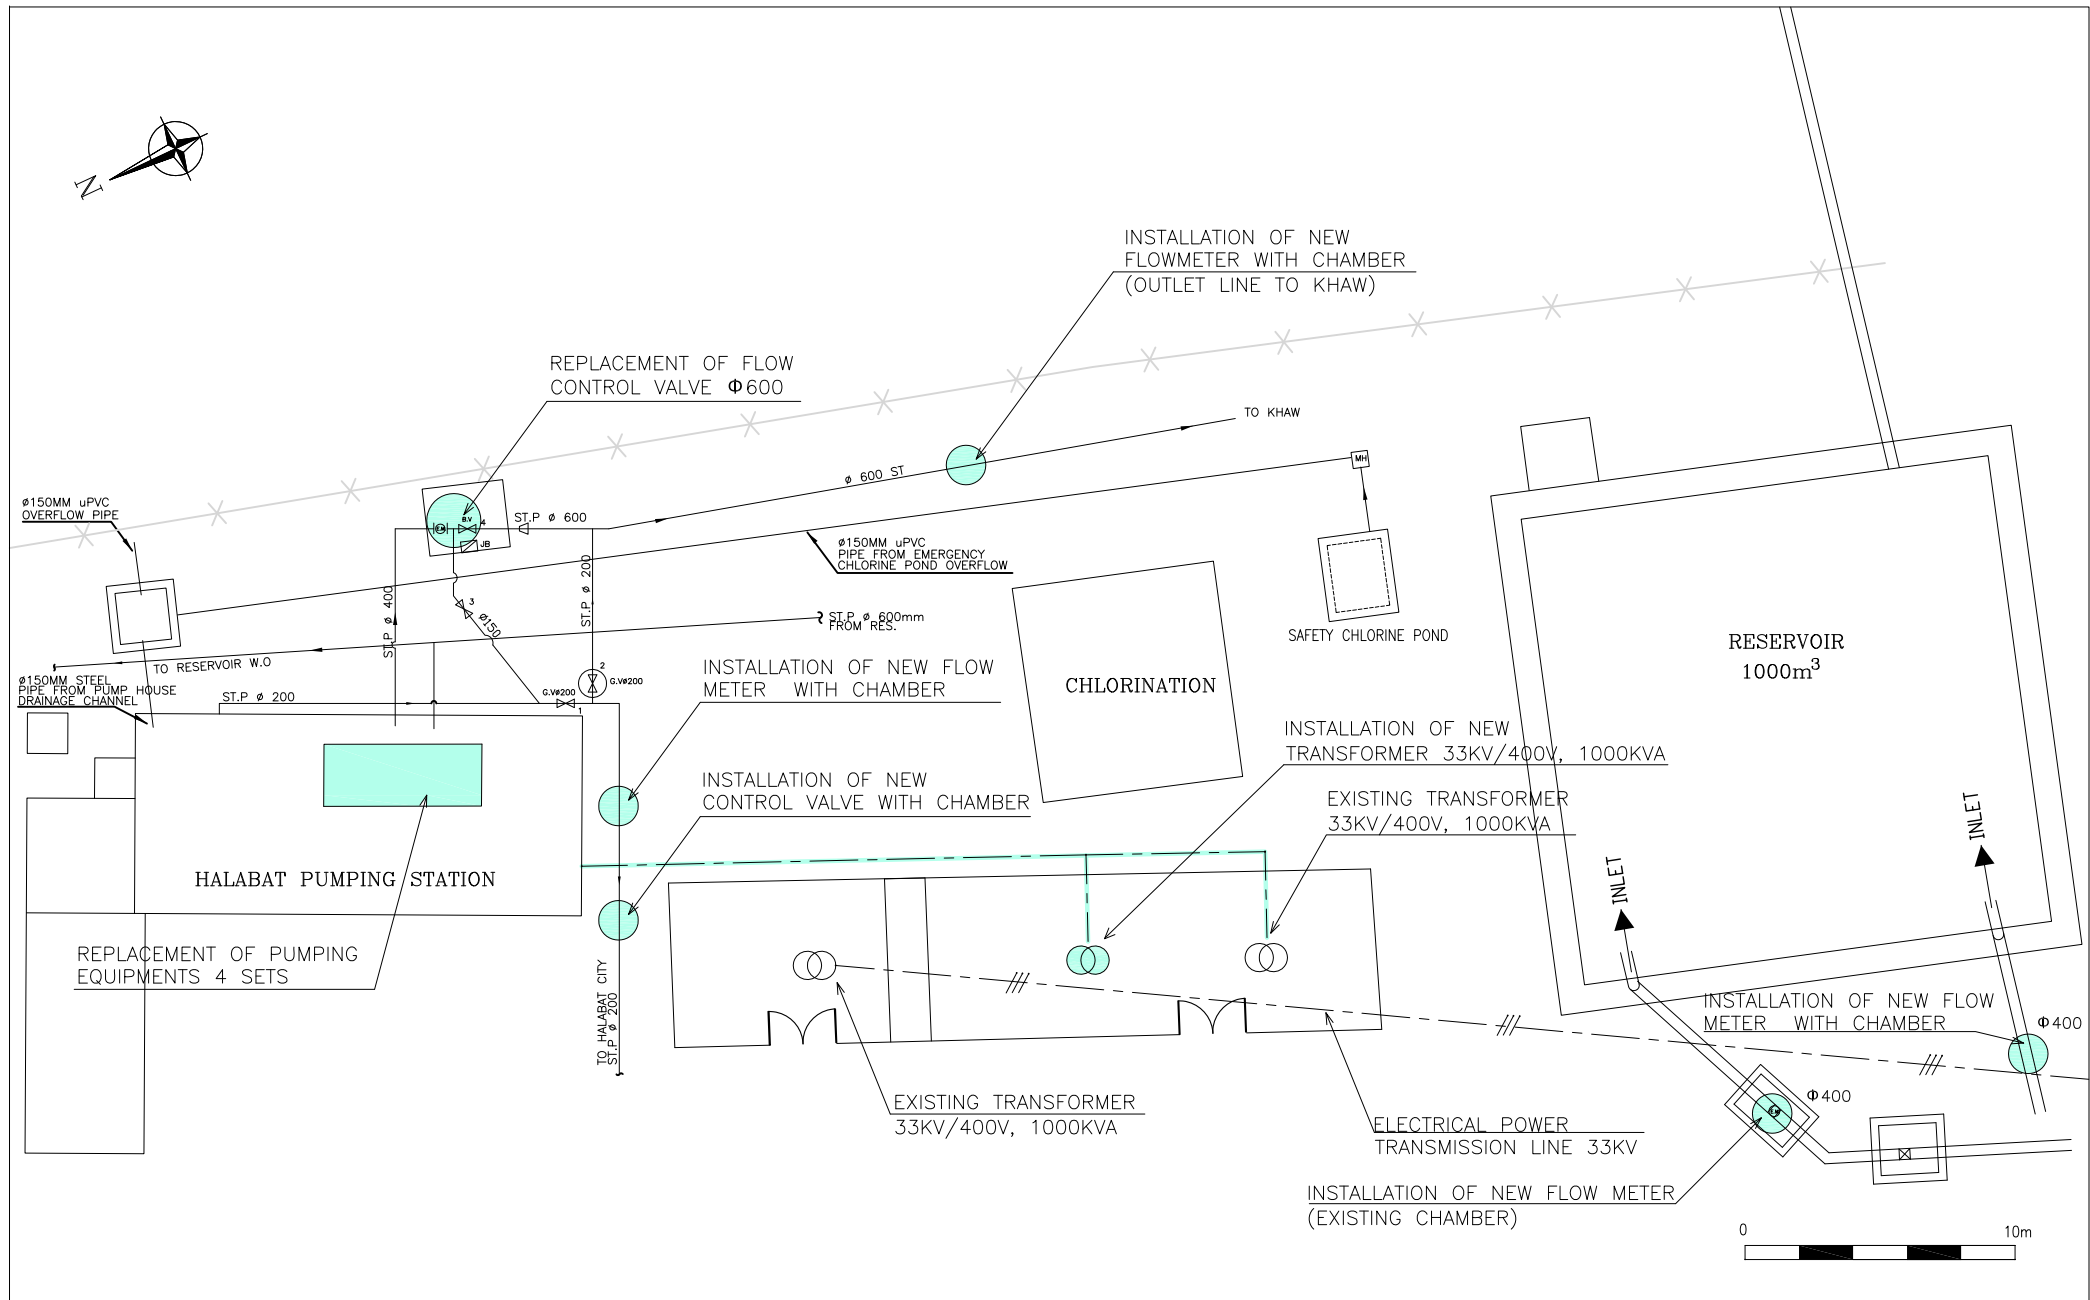 N
INSTALLATION OF NEW
FLOWMETER WITH CHAMBER
(OUTLET LINE TO KHAW)
REPLACEMENT OF FLOW
CONTROL VALVE Φ600
TO KHAW
ø 600 ST
MH
ø150MM uPVC
OVERFLOW PIPE
B.V
4
ST.P ø 600
JB
ø150MM uPVC
PIPE FROM EMERGENCY
CHLORINE POND OVERFLOW
ST.P ø 400
3
ø150
ST.P ø 200
ST.P ø 600mm
FROM RES.
SAFETY CHLORINE POND
RESERVOIR
1000m³
TO RESERVOIR W.O
ø150MM STEEL
PIPE FROM PUMP HOUSE
DRAINAGE CHANNEL
ST.P ø 200
G.Vø200
1
2
G.Vø200
INSTALLATION OF NEW FLOW
METER WITH CHAMBER
CHLORINATION
INSTALLATION OF NEW
TRANSFORMER 33KV/400V, 1000KVA
INSTALLATION OF NEW
CONTROL VALVE WITH CHAMBER
EXISTING TRANSFORMER
33KV/400V, 1000KVA
INLET
INLET
HALABAT PUMPING STATION
REPLACEMENT OF PUMPING
EQUIPMENTS 4 SETS
TO HALABAT CITY
ST.P ø 200
INSTALLATION OF NEW FLOW
METER WITH CHAMBER
Φ400
Φ400
EXISTING TRANSFORMER
33KV/400V, 1000KVA
ELECTRICAL POWER
TRANSMISSION LINE 33KV
INSTALLATION OF NEW FLOW METER
(EXISTING CHAMBER)
0
10m